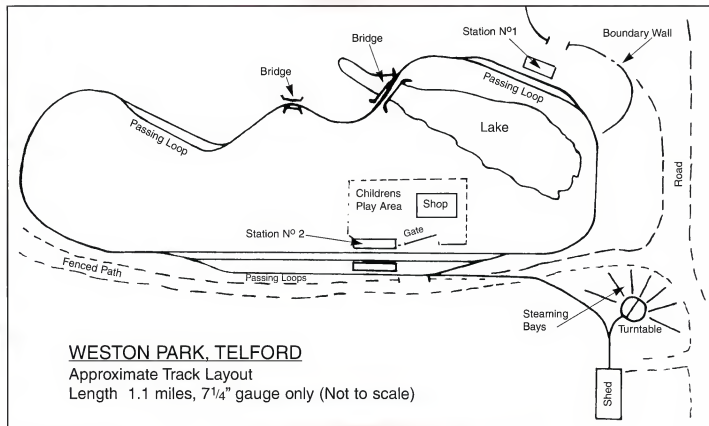 Station Nº1
Boundary Wall
Bridge
Bridge
Passing Loop
Passing Loop
Lake
Road
Childrens
Play Area
Shop
Station Nº 2
Gate
Fenced Path
Passing Loops
Steaming
Bays
Turntable
Shed
WESTON PARK, TELFORD
Approximate Track Layout
Length 1.1 miles, 7¼" gauge only (Not to scale)